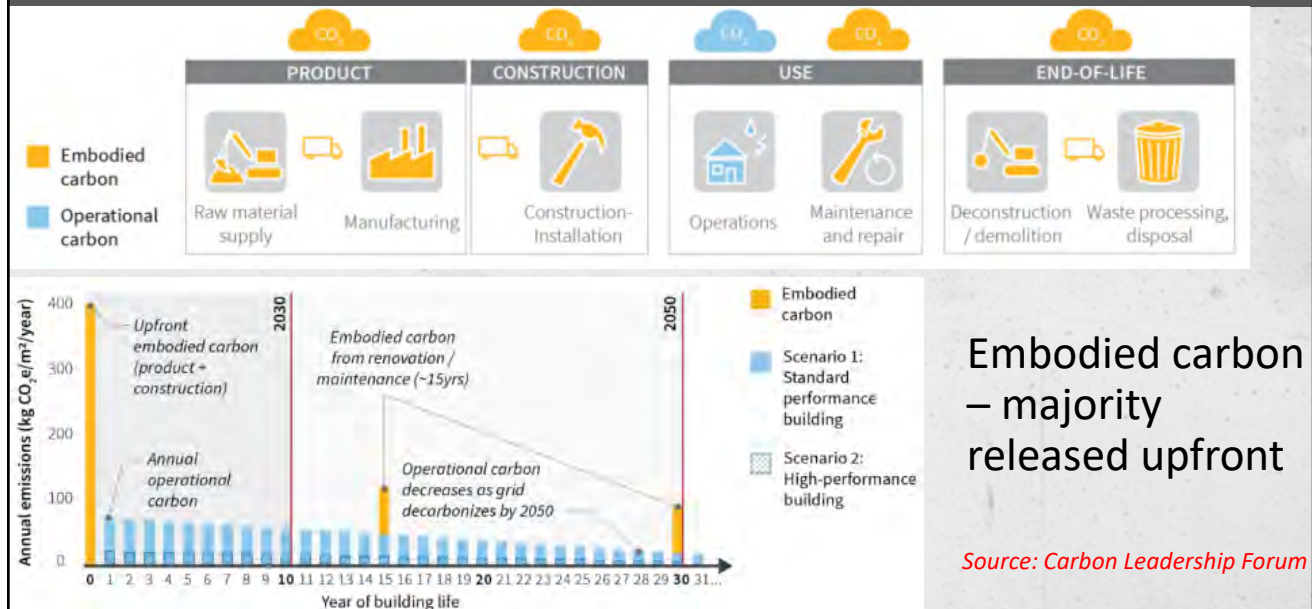 CO₂
CO₂
CO₂
CO₂
CO₂
PRODUCT
CONSTRUCTION
USE
END-OF-LIFE
Embodied
carbon
Operational
carbon
Raw material
supply
Manufacturing
Construction-
Installation
Operations
Maintenance
and repair
Deconstruction
/ demolition
Waste processing,
disposal
Annual emissions (kg CO₂e/m²/year)
400
300
200
100
0
Upfront
embodied carbon
(product +
construction)
Annual
operational
carbon
2030
Embodied carbon
from renovation /
maintenance (~15yrs)
Operational carbon
decreases as grid
decarbonizes by 2050
2050
0 1 2 3 4 5 6 7 8 9 10 11 12 13 14 15 16 17 18 19 20 21 22 23 24 25 26 27 28 29 30 31...
Year of building life
Embodied
carbon
Scenario 1:
Standard
performance
building
Scenario 2:
High-performance
building
Embodied carbon
– majority
released upfront
Source: Carbon Leadership Forum